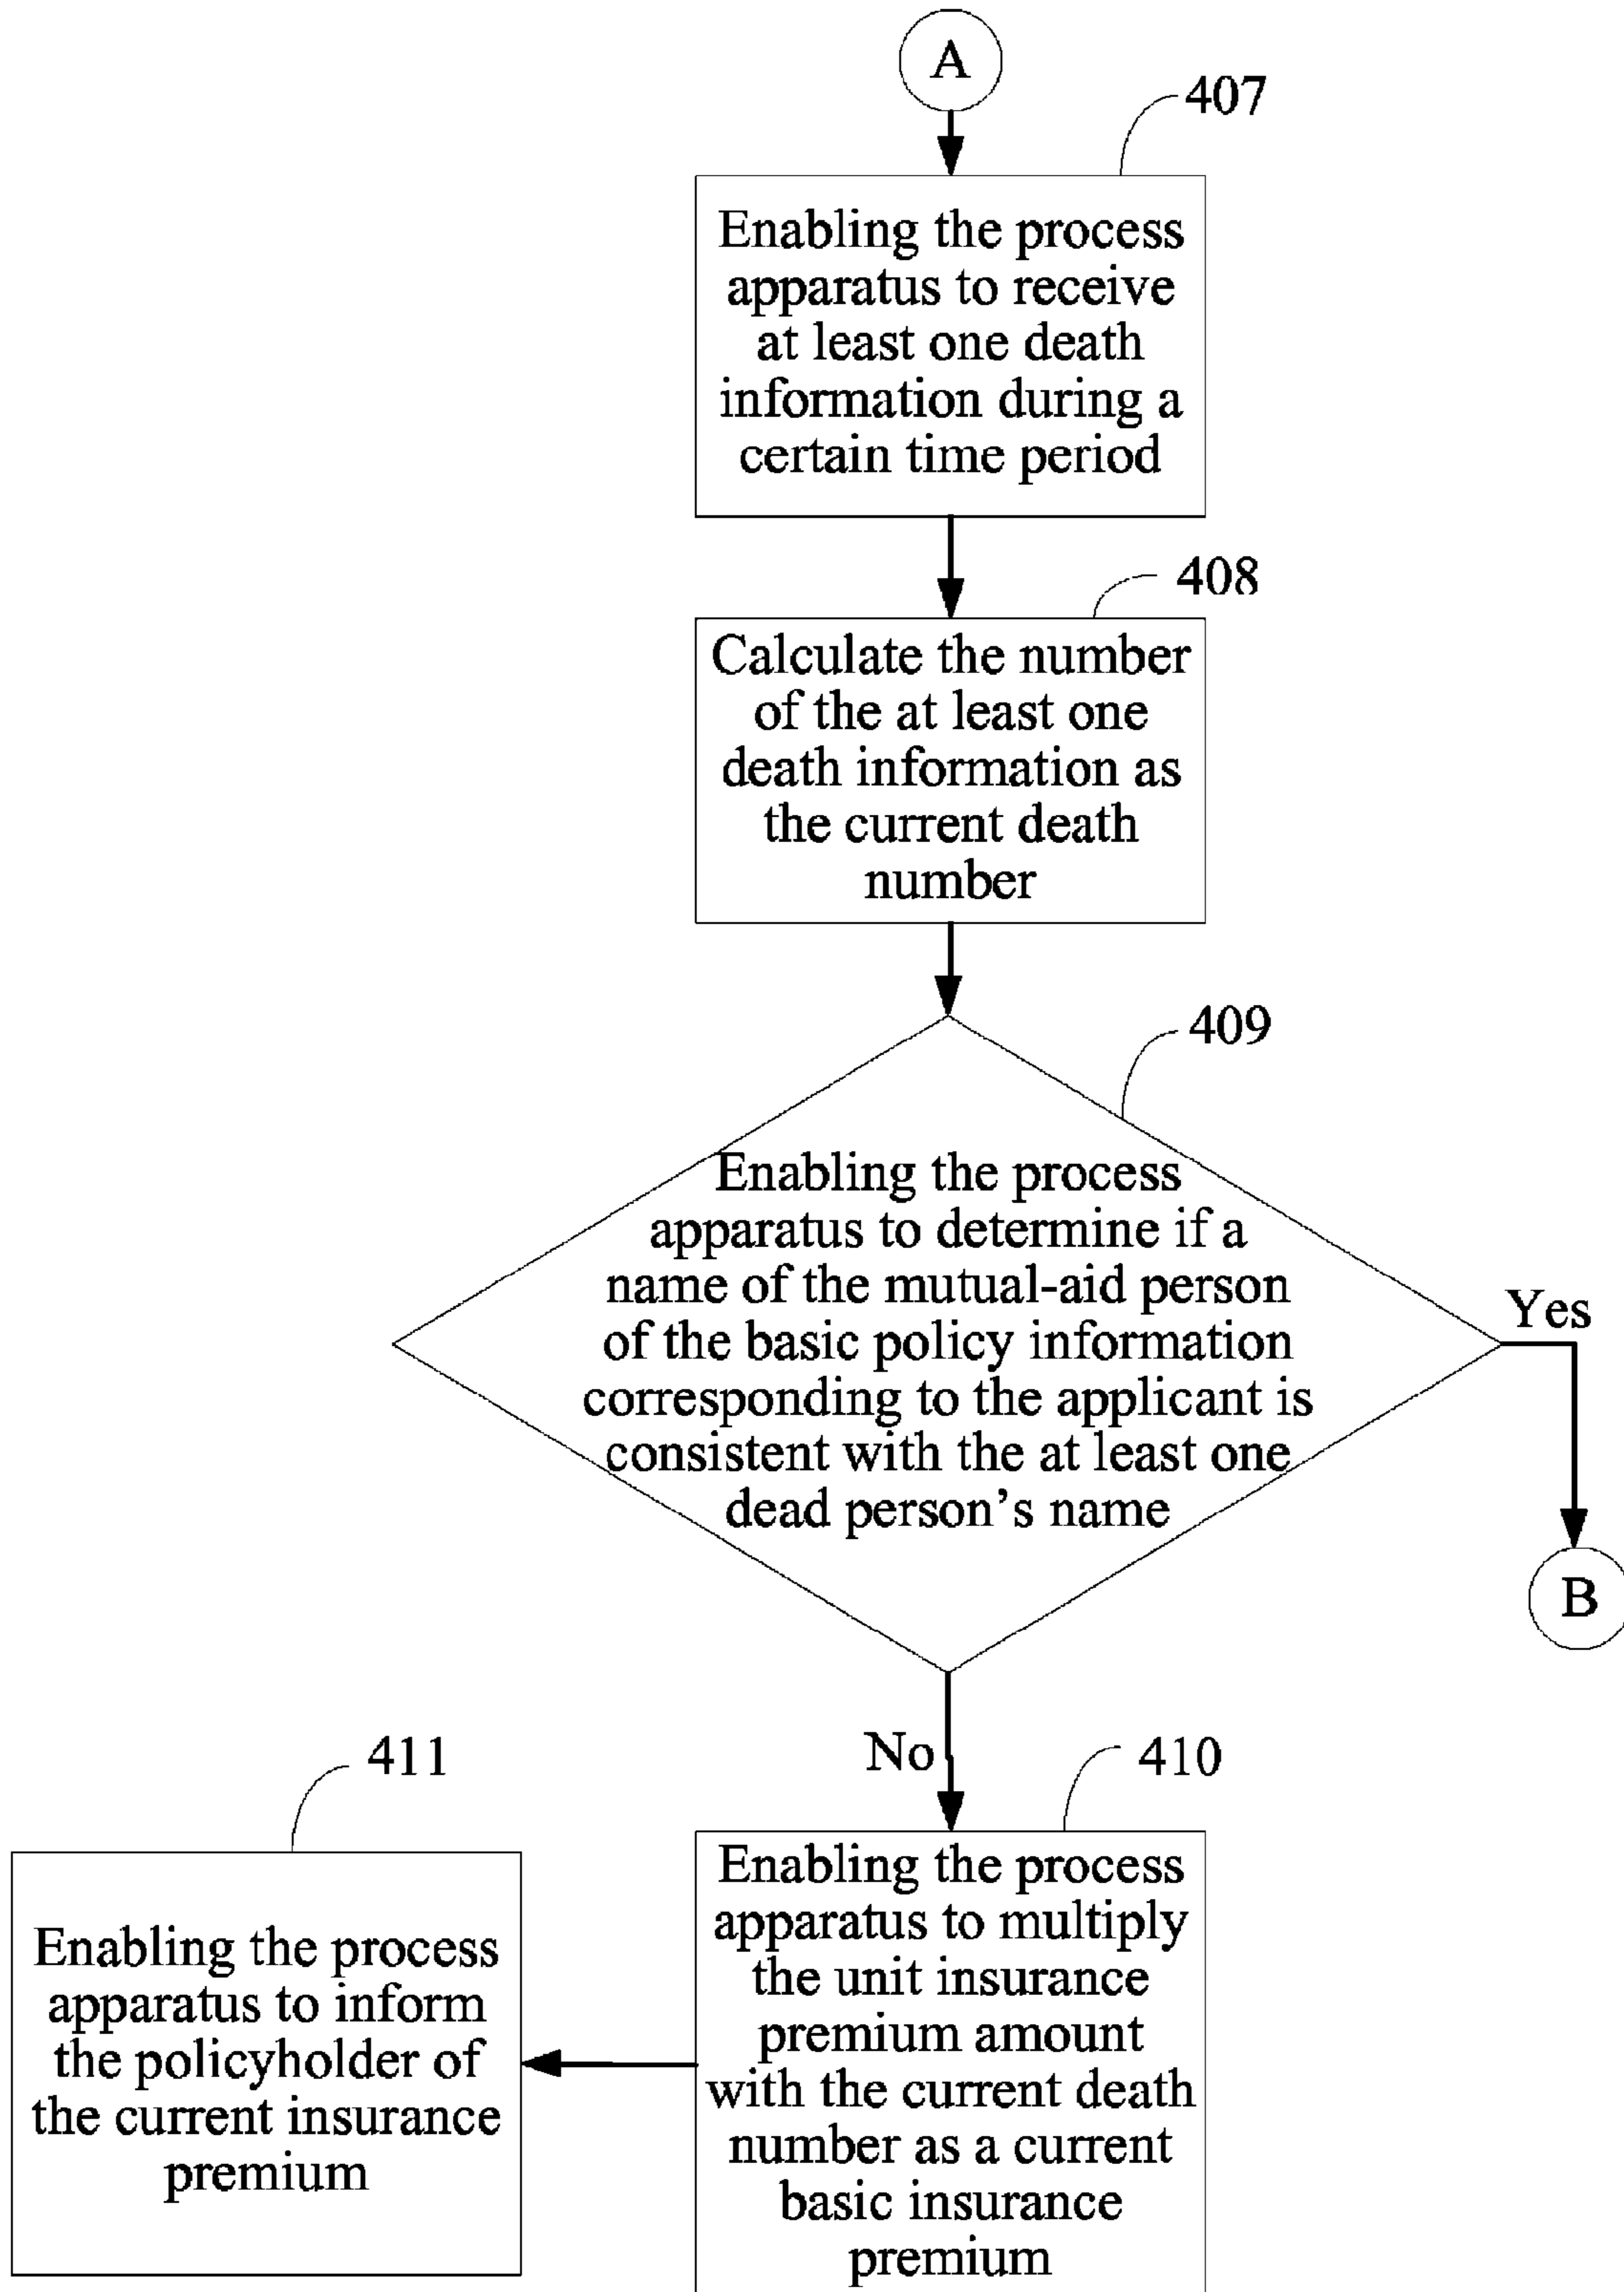 A
407
Enabling the process
apparatus to receive
at least one death
information during a
certain time period
408
Calculate the number
of the at least one
death information as
the current death
number
409
Enabling the process
apparatus to determine if a
name of the mutual-aid person
of the basic policy information
corresponding to the applicant is
consistent with the at least one
dead person’s name
Yes
B
No
410
Enabling the process
apparatus to multiply
the unit insurance
premium amount
with the current death
number as a current
basic insurance
premium
411
Enabling the process
apparatus to inform
the policyholder of
the current insurance
premium